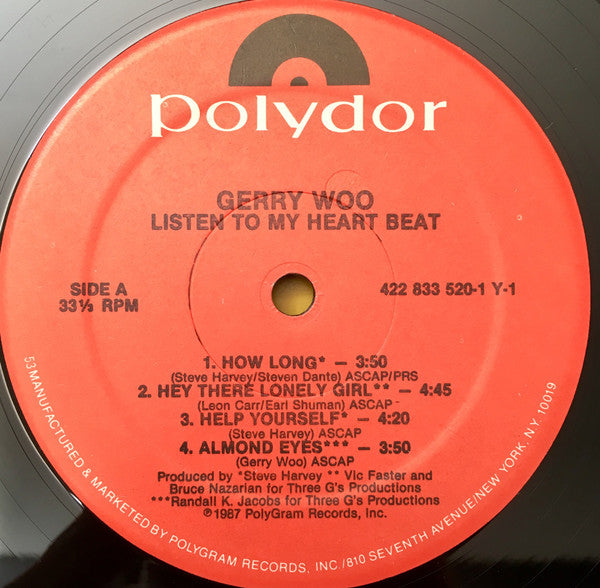 polydor
GERRY WOO
LISTEN TO MY HEART BEAT
SIDE A
33⅓ RPM
422 833 520-1 Y-1
1. HOW LONG* — 3:50
(Steve Harvey/Steven Dante) ASCAP/PRS
2. HEY THERE LONELY GIRL** — 4:45
(Leon Carr/Earl Shuman) ASCAP
3. HELP YOURSELF* — 4:20
(Steve Harvey) ASCAP
4. ALMOND EYES*** — 3:50
(Gerry Woo) ASCAP
Produced by *Steve Harvey ** Vic Faster and
Bruce Nazarian for Three G's Productions
***Randall K. Jacobs for Three G's Productions
℗1987 PolyGram Records, Inc.
53 MANUFACTURED & MARKETED BY POLYGRAM RECORDS, INC./810 SEVENTH AVENUE/NEW YORK, N.Y. 10019